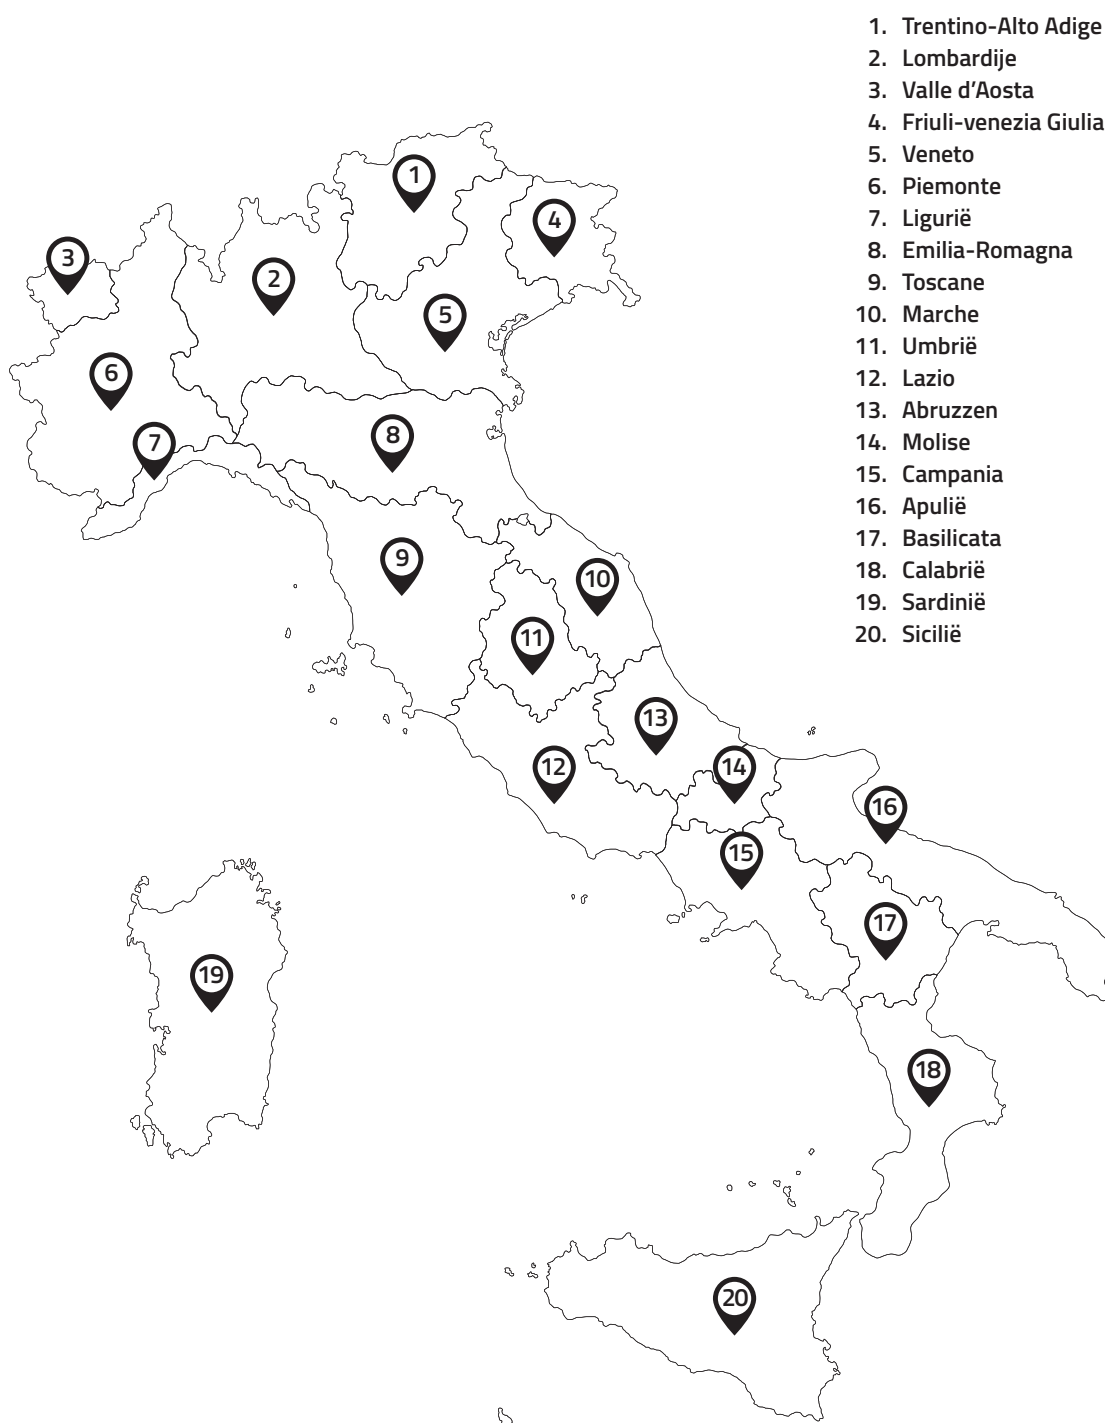 1. Trentino-Alto Adige
2. Lombardije
3. Valle d’Aosta
4. Friuli-venezia Giulia
5. Veneto
6. Piemonte
7. Ligurië
8. Emilia-Romagna
9. Toscane
10. Marche
11. Umbrië
12. Lazio
13. Abruzzen
14. Molise
15. Campania
16. Apulië
17. Basilicata
18. Calabrië
19. Sardinië
20. Sicilië
1
4
3
2
5
6
7
8
9
10
11
13
12
14
16
15
17
19
18
20